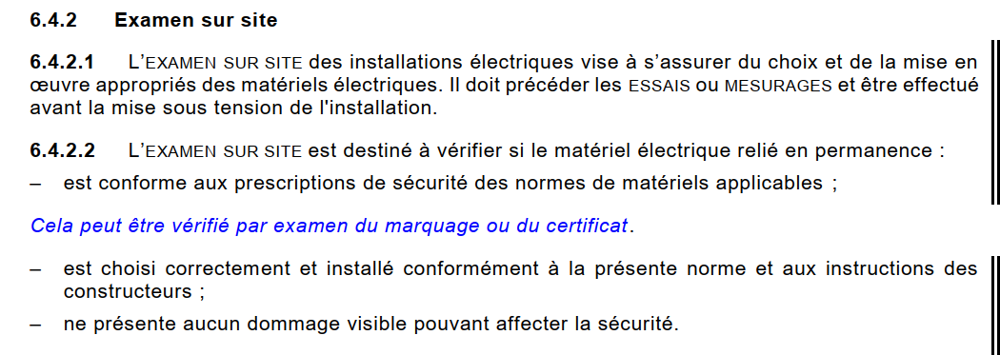 6.4.2 Examen sur site
6.4.2.1 L’EXAMEN SUR SITE des installations électriques vise à s’assurer du choix et de la mise en
œuvre appropriés des matériels électriques. Il doit précéder les ESSAIS ou MESURAGES et être effectué
avant la mise sous tension de l'installation.
6.4.2.2 L’EXAMEN SUR SITE est destiné à vérifier si le matériel électrique relié en permanence :
– est conforme aux prescriptions de sécurité des normes de matériels applicables ;
Cela peut être vérifié par examen du marquage ou du certificat.
– est choisi correctement et installé conformément à la présente norme et aux instructions des
constructeurs ;
– ne présente aucun dommage visible pouvant affecter la sécurité.